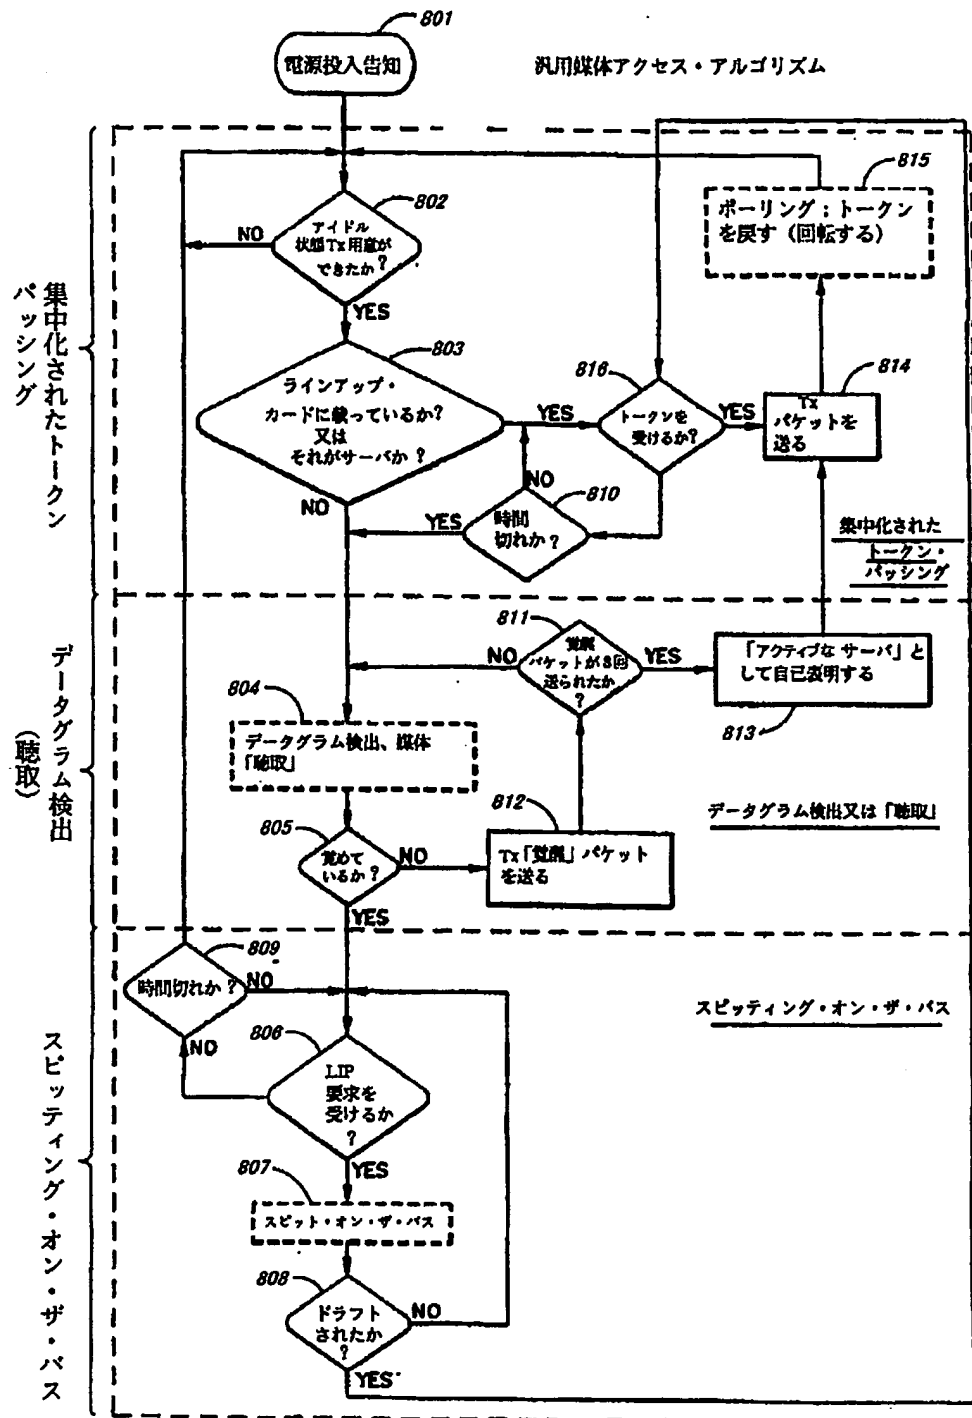 801
電源投入告知
汎用媒体アクセス・アルゴリズム
815
ポーリング；トークン
を戻す（回転する）
802
アイドル
状態Tx用意が
できたか？
NO
YES
集中化されたトークン
パッシング
803
ラインアップ・
カードに載っているか？
又は
それがサーバか？
YES
NO
816
トークンを
受けるか？
YES
814
Tx
パケットを
送る
NO
810
時間
切れか？
YES
集中化された
トークン・
パッシング
811
覚醒
パケットが8回
送られたか
？
NO
YES
「アクティブな サーバ」と
して自己表明する
813
データグラム検出
（聴取）
804
データグラム検出、媒体
「聴取」
812
Tx「覚醒」パケット
を送る
データグラム検出又は「聴取」
805
覚めて
いるか？
NO
YES
809
時間切れか？
NO
NO
スピッティング・オン・ザ・バス
スピッティング・オン・ザ・バス
806
LIP
要求を
受けるか
？
YES
807
スピット・オン・ザ・バス
808
ドラフト
されたか
？
NO
YES